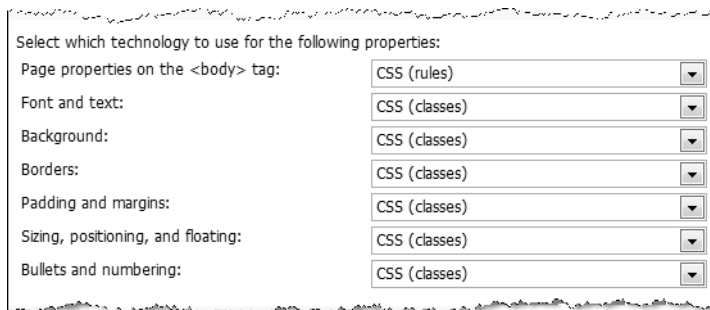 Select which technology to use for the following properties:
Page properties on the <body> tag: CSS (rules)
Font and text: CSS (classes)
Background: CSS (classes)
Borders: CSS (classes)
Padding and margins: CSS (classes)
Sizing, positioning, and floating: CSS (classes)
Bullets and numbering: CSS (classes)